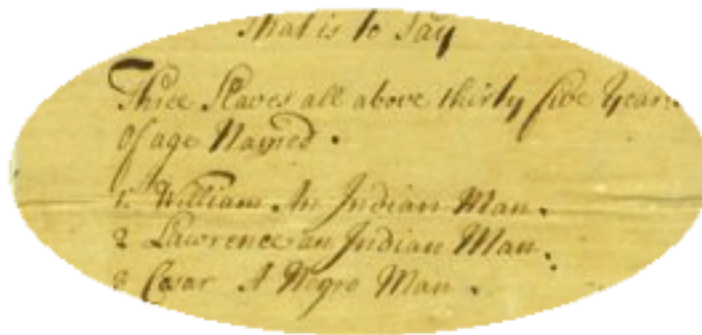 That is to Say
Three Slaves all above thirty five Years
Of age Named.
1. William. An Indian Man.
2 Lawrence an Indian Man.
3 Cæsar A Negro Man.